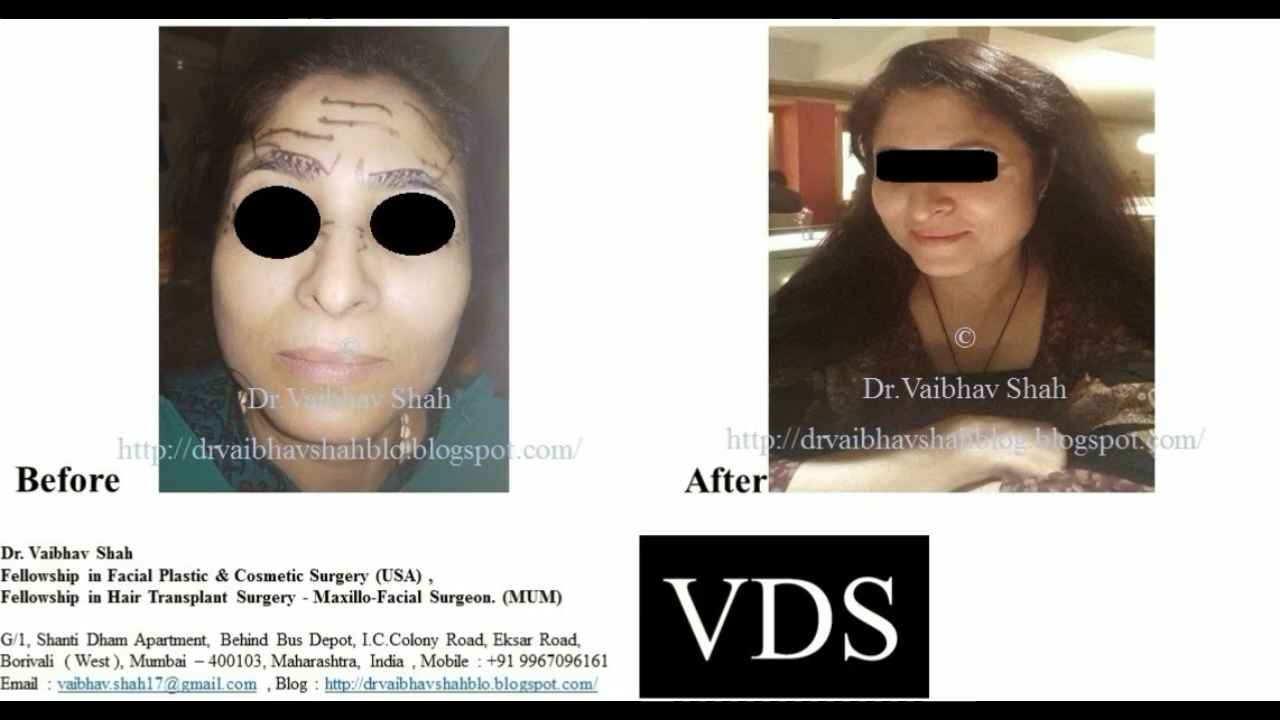 ©
Dr.Vaibhav Shah
http://drvaibhavshahblo.blogspot.com/
Before
©
Dr.Vaibhav Shah
http://drvaibhavshahblog.blogspot.com/
After
Dr. Vaibhav Shah
Fellowship in Facial Plastic & Cosmetic Surgery (USA) ,
Fellowship in Hair Transplant Surgery - Maxillo-Facial Surgeon. (MUM)
G/1, Shanti Dham Apartment, Behind Bus Depot, I.C.Colony Road, Eksar Road,
Borivali ( West ), Mumbai – 400103, Maharashtra, India , Mobile : +91 9967096161
Email : vaibhav.shah17@gmail.com , Blog : http://drvaibhavshahblo.blogspot.com/
VDS